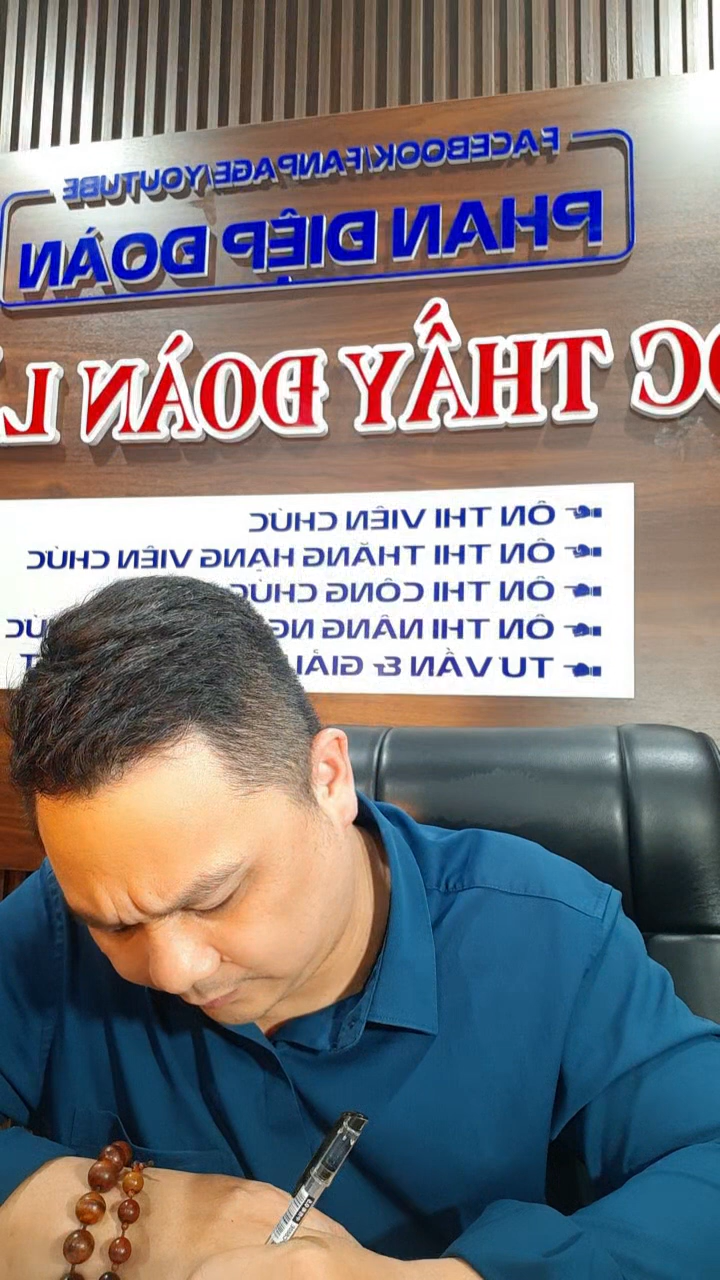 FACEBOOK/FANPAGE/YOUTUBE
PHAN DIỆP ĐOÁN
THẦY ĐOÁN
ÔN THI VIÊN CHỨC
ÔN THI THĂNG HẠNG VIÊN CHỨC
ÔN THI CÔNG CHỨC
ÔN THI NÂNG
TƯ VẤN & GIẢI